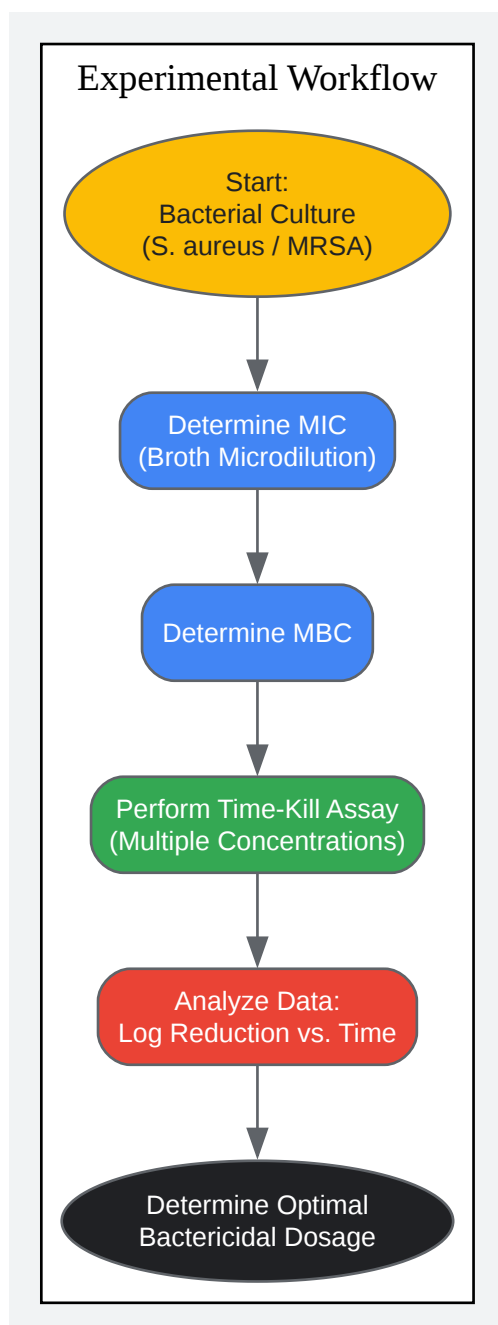 Experimental Workflow
Start:
Bacterial Culture
(S. aureus / MRSA)
Determine MIC
(Broth Microdilution)
Determine MBC
Perform Time-Kill Assay
(Multiple Concentrations)
Analyze Data:
Log Reduction vs. Time
Determine Optimal
Bactericidal Dosage